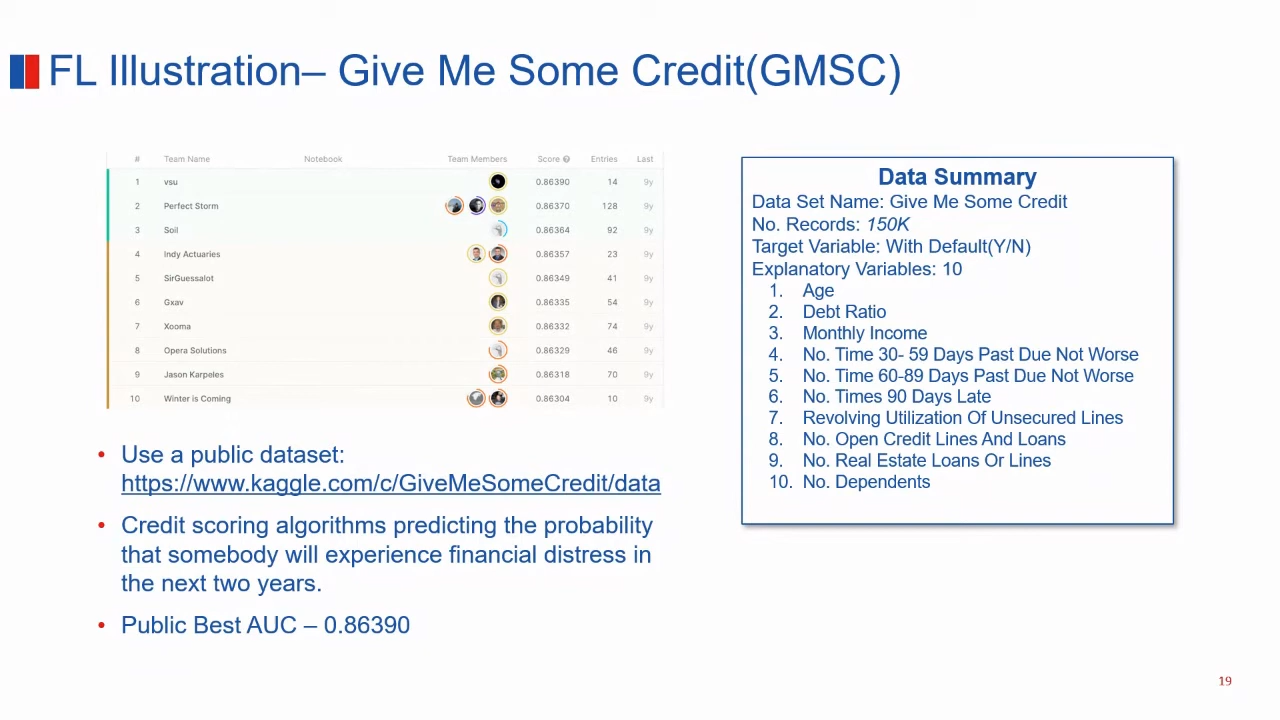 FL Illustration– Give Me Some Credit(GMSC)
# Team Name Notebook Team Members Score Entries Last
1 vsu 0.86390 14 9y
2 Perfect Storm 0.86370 128 9y
3 Soil 0.86364 92 9y
4 Indy Actuaries 0.86357 23 9y
5 SirGuessalot 0.86349 41 9y
6 Gxav 0.86335 54 9y
7 Xooma 0.86332 74 9y
8 Opera Solutions 0.86329 46 9y
9 Jason Karpeles 0.86318 70 9y
10 Winter is Coming 0.86304 10 9y
• Use a public dataset:
https://www.kaggle.com/c/GiveMeSomeCredit/data
• Credit scoring algorithms predicting the probability
that somebody will experience financial distress in
the next two years.
• Public Best AUC – 0.86390
Data Summary
Data Set Name: Give Me Some Credit
No. Records: 150K
Target Variable: With Default(Y/N)
Explanatory Variables: 10
1. Age
2. Debt Ratio
3. Monthly Income
4. No. Time 30- 59 Days Past Due Not Worse
5. No. Time 60-89 Days Past Due Not Worse
6. No. Times 90 Days Late
7. Revolving Utilization Of Unsecured Lines
8. No. Open Credit Lines And Loans
9. No. Real Estate Loans Or Lines
10. No. Dependents
19